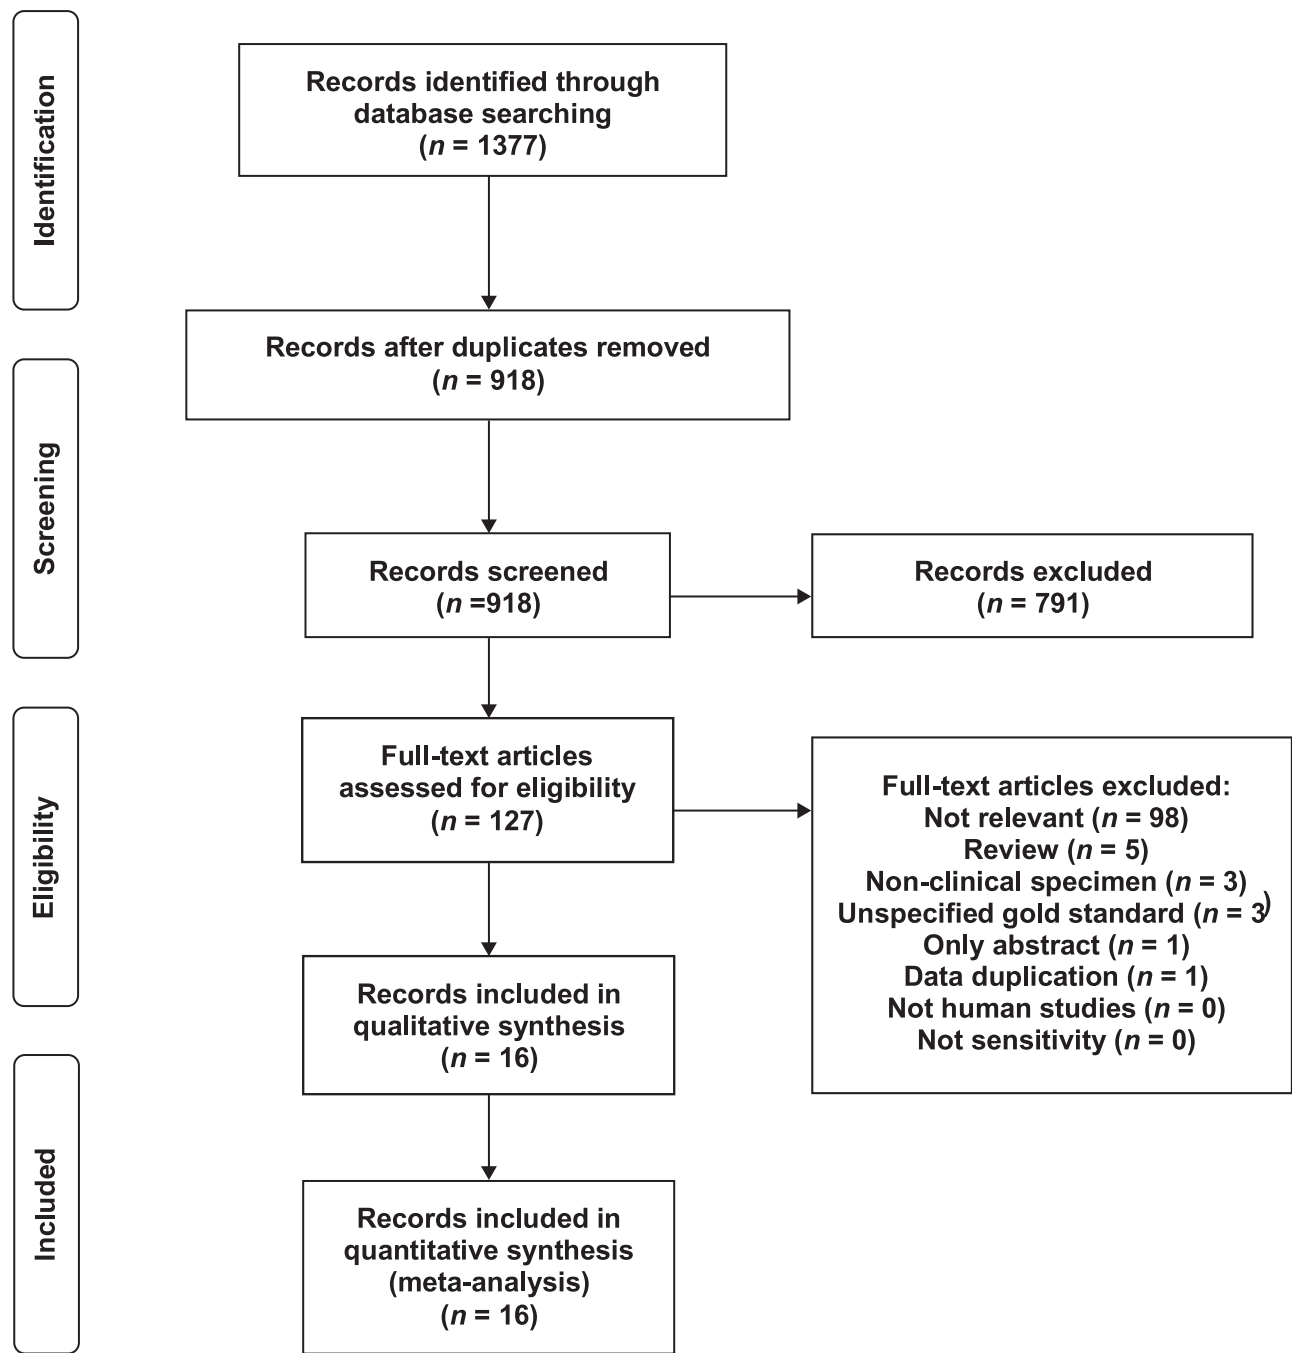 Identification
Records identified through
database searching
(n = 1377)
Records after duplicates removed
(n = 918)
Screening
Records screened
(n =918)
Records excluded
(n = 791)
Eligibility
Full-text articles
assessed for eligibility
(n = 127)
Full-text articles excluded:
Not relevant (n = 98)
Review (n = 5)
Non-clinical specimen (n = 3)
Unspecified gold standard (n = 3)
Only abstract (n = 1)
Data duplication (n = 1)
Not human studies (n = 0)
Not sensitivity (n = 0)
Records included in
qualitative synthesis
(n = 16)
Included
Records included in
quantitative synthesis
(meta-analysis)
(n = 16)